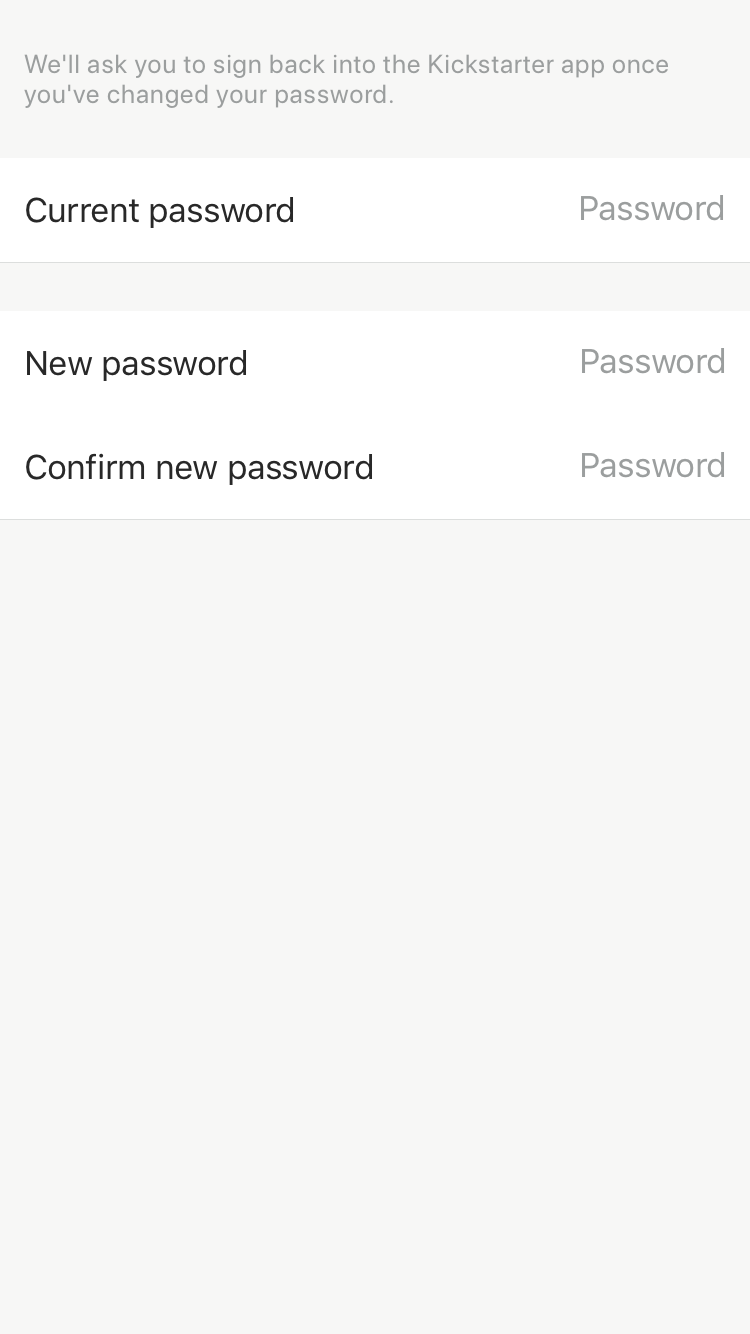 We'll ask you to sign back into the Kickstarter app once
you've changed your password.
Current password Password
New password Password
Confirm new password Password